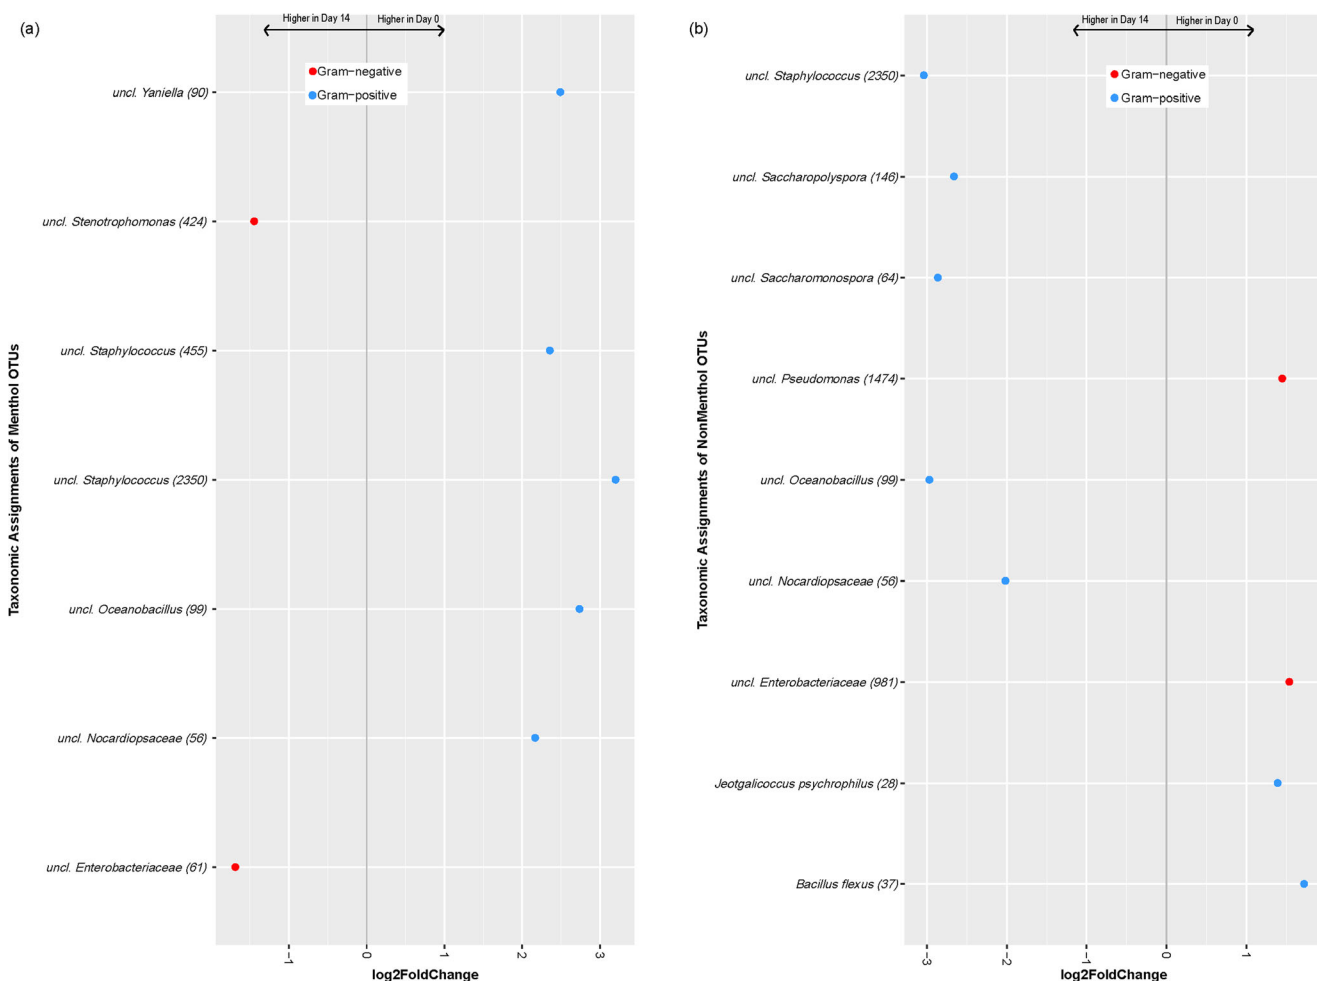 (a)
Higher in Day 14
Higher in Day 0
Gram−negative
Gram−positive
Taxonomic Assignments of Menthol OTUs
uncl. Yaniella (90)
uncl. Stenotrophomonas (424)
uncl. Staphylococcus (455)
uncl. Staphylococcus (2350)
uncl. Oceanobacillus (99)
uncl. Nocardiopsaceae (56)
uncl. Enterobacteriaceae (61)
−1
0
1
2
3
log2FoldChange
(b)
Higher in Day 14
Higher in Day 0
Gram−negative
Gram−positive
Taxonomic Assignments of NonMenthol OTUs
uncl. Staphylococcus (2350)
uncl. Saccharopolyspora (146)
uncl. Saccharomonospora (64)
uncl. Pseudomonas (1474)
uncl. Oceanobacillus (99)
uncl. Nocardiopsaceae (56)
uncl. Enterobacteriaceae (981)
Jeotgalicoccus psychrophilus (28)
Bacillus flexus (37)
−3
−2
−1
0
1
log2FoldChange